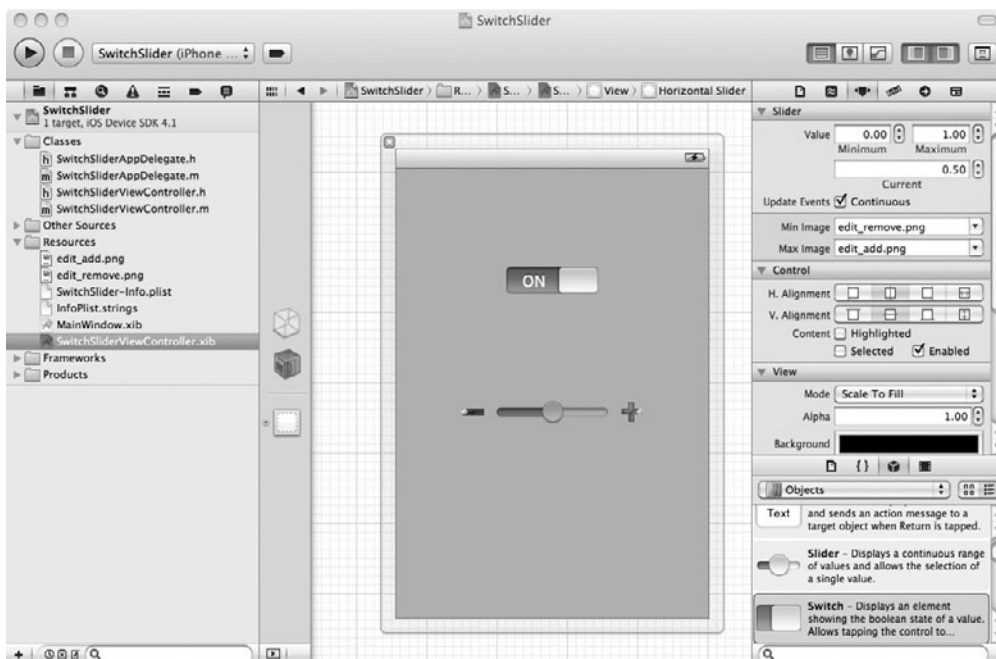 SwitchSlider
SwitchSlider (iPhone ...
SwitchSlider
1 target, iOS Device SDK 4.1
Classes
h SwitchSliderAppDelegate.h
m SwitchSliderAppDelegate.m
h SwitchSliderViewController.h
m SwitchSliderViewController.m
Other Sources
Resources
edit_add.png
edit_remove.png
SwitchSlider-Info.plist
InfoPlist.strings
MainWindow.xib
SwitchSliderViewController.xib
Frameworks
Products
SwitchSlider
R...
S...
S...
View
Horizontal Slider
ON
Slider
Value 0.00 1.00
Minimum Maximum
0.50
Current
Update Events Continuous
Min Image edit_remove.png
Max Image edit_add.png
Control
H. Alignment
V. Alignment
Content Highlighted
Selected Enabled
View
Mode Scale To Fill
Alpha 1.00
Background
{}
Objects
Text and sends an action message to a
target object when Return is tapped.
Slider – Displays a continuous range
of values and allows the selection of
a single value.
Switch – Displays an element
showing the boolean state of a value.
Allows tapping the control to...